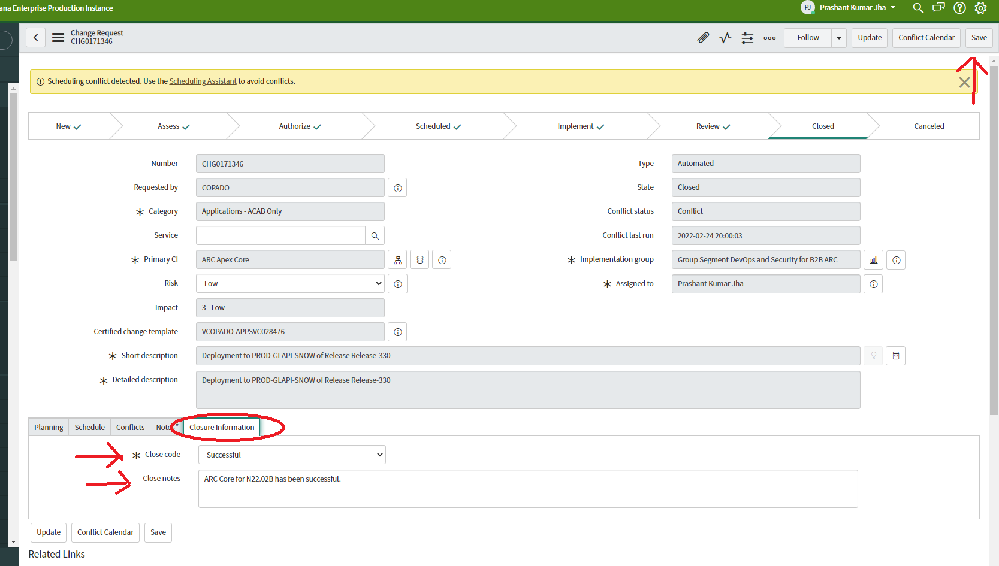 ana Enterprise Production Instance
PJ Prashant Kumar Jha
Change Request
CHG0171346
Follow Update Conflict Calendar Save
Scheduling conflict detected. Use the Scheduling Assistant to avoid conflicts.
New Assess Authorize Scheduled Implement Review Closed Canceled
Number CHG0171346 Type Automated
Requested by COPADO State Closed
Category Applications - ACAB Only Conflict status Conflict
Service Conflict last run 2022-02-24 20:00:03
Primary CI ARC Apex Core Implementation group Group Segment DevOps and Security for B2B ARC
Risk Low Assigned to Prashant Kumar Jha
Impact 3 - Low
Certified change template VCOPADO-APPSVC028476
Short description Deployment to PROD-GLAPI-SNOW of Release Release-330
Detailed description Deployment to PROD-GLAPI-SNOW of Release Release-330
Planning Schedule Conflicts Notes* Closure Information
Close code Successful
Close notes ARC Core for N22.02B has been successful.
Update Conflict Calendar Save
Related Links